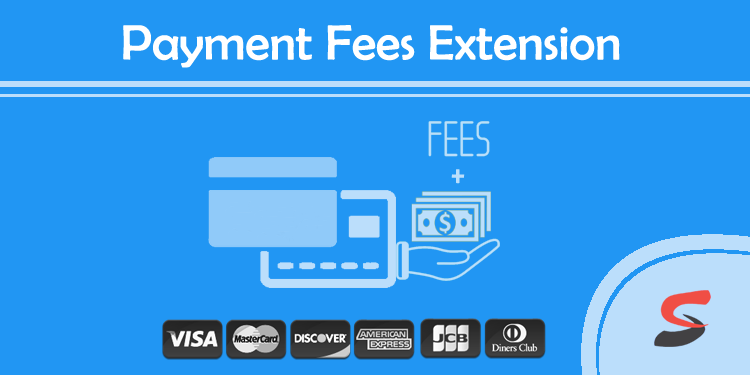 Payment Fees Extension
FEES
+
$
VISA
MasterCard
DISCOVER
AMERICAN
EXPRESS
JCB
Diners Club